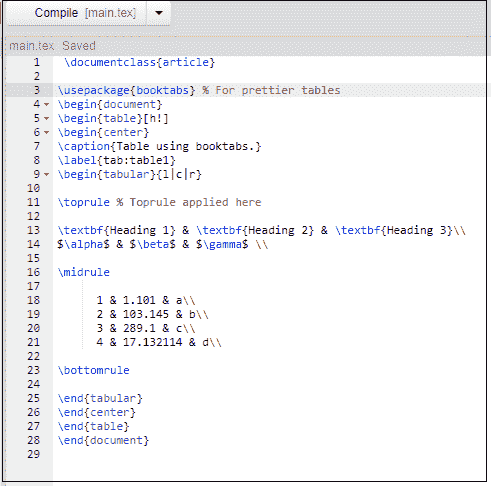 Compile [main.tex]
main.tex Saved
1 \documentclass{article}
2
3 \usepackage{booktabs} % For prettier tables
4 \begin{document}
5 \begin{table}[h!]
6 \begin{center}
7 \caption{Table using booktabs.}
8 \label{tab:table1}
9 \begin{tabular}{l|c|r}
10
11 \toprule % Toprule applied here
12
13 \textbf{Heading 1} & \textbf{Heading 2} & \textbf{Heading 3}\\
14 $\alpha$ & $\beta$ & $\gamma$ \\
15
16 \midrule
17
18 1 & 1.101 & a\\
19 2 & 103.145 & b\\
20 3 & 289.1 & c\\
21 4 & 17.132114 & d\\
22
23 \bottomrule
24
25 \end{tabular}
26 \end{center}
27 \end{table}
28 \end{document}
29